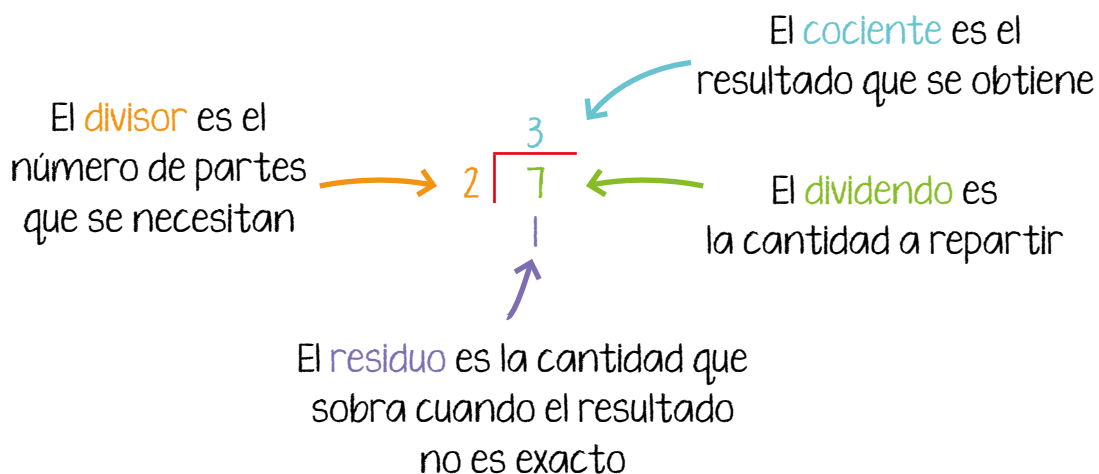 El cociente es el
resultado que se obtiene
El divisor es el
número de partes
que se necesitan
3
2 7
1
El dividendo es
la cantidad a repartir
El residuo es la cantidad que
sobra cuando el resultado
no es exacto